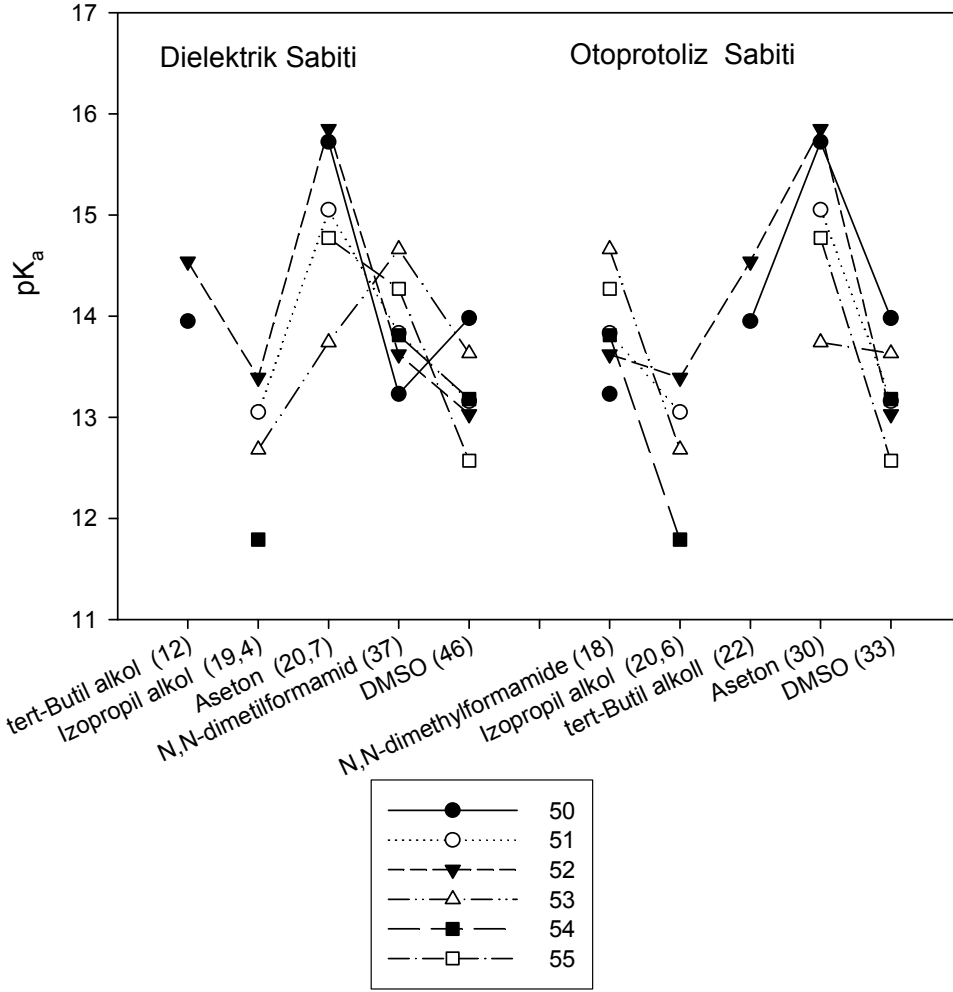 17
Dielektrik Sabiti
Otoprotoliz Sabiti
16
15
pKₐ
14
13
12
11
tert-Butil alkol (12)
Izopropil alkol (19,4)
Aseton (20,7)
N,N-dimetilformamid (37)
DMSO (46)
N,N-dimethylformamide (18)
Izopropil alkol (20,6)
tert-Butil alkoll (22)
Aseton (30)
DMSO (33)
50
51
52
53
54
55